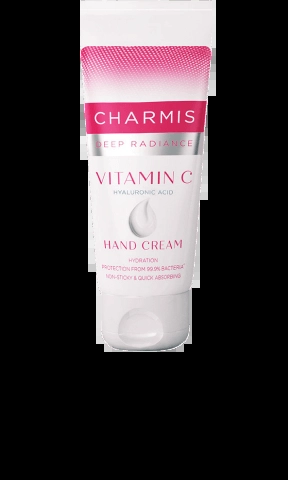 CHARMIS
DEEP RADIANCE
VITAMIN C
HYALURONIC ACID
HAND CREAM
HYDRATION
PROTECTION FROM 99.9% BACTERIA*
NON-STICKY & QUICK ABSORBING